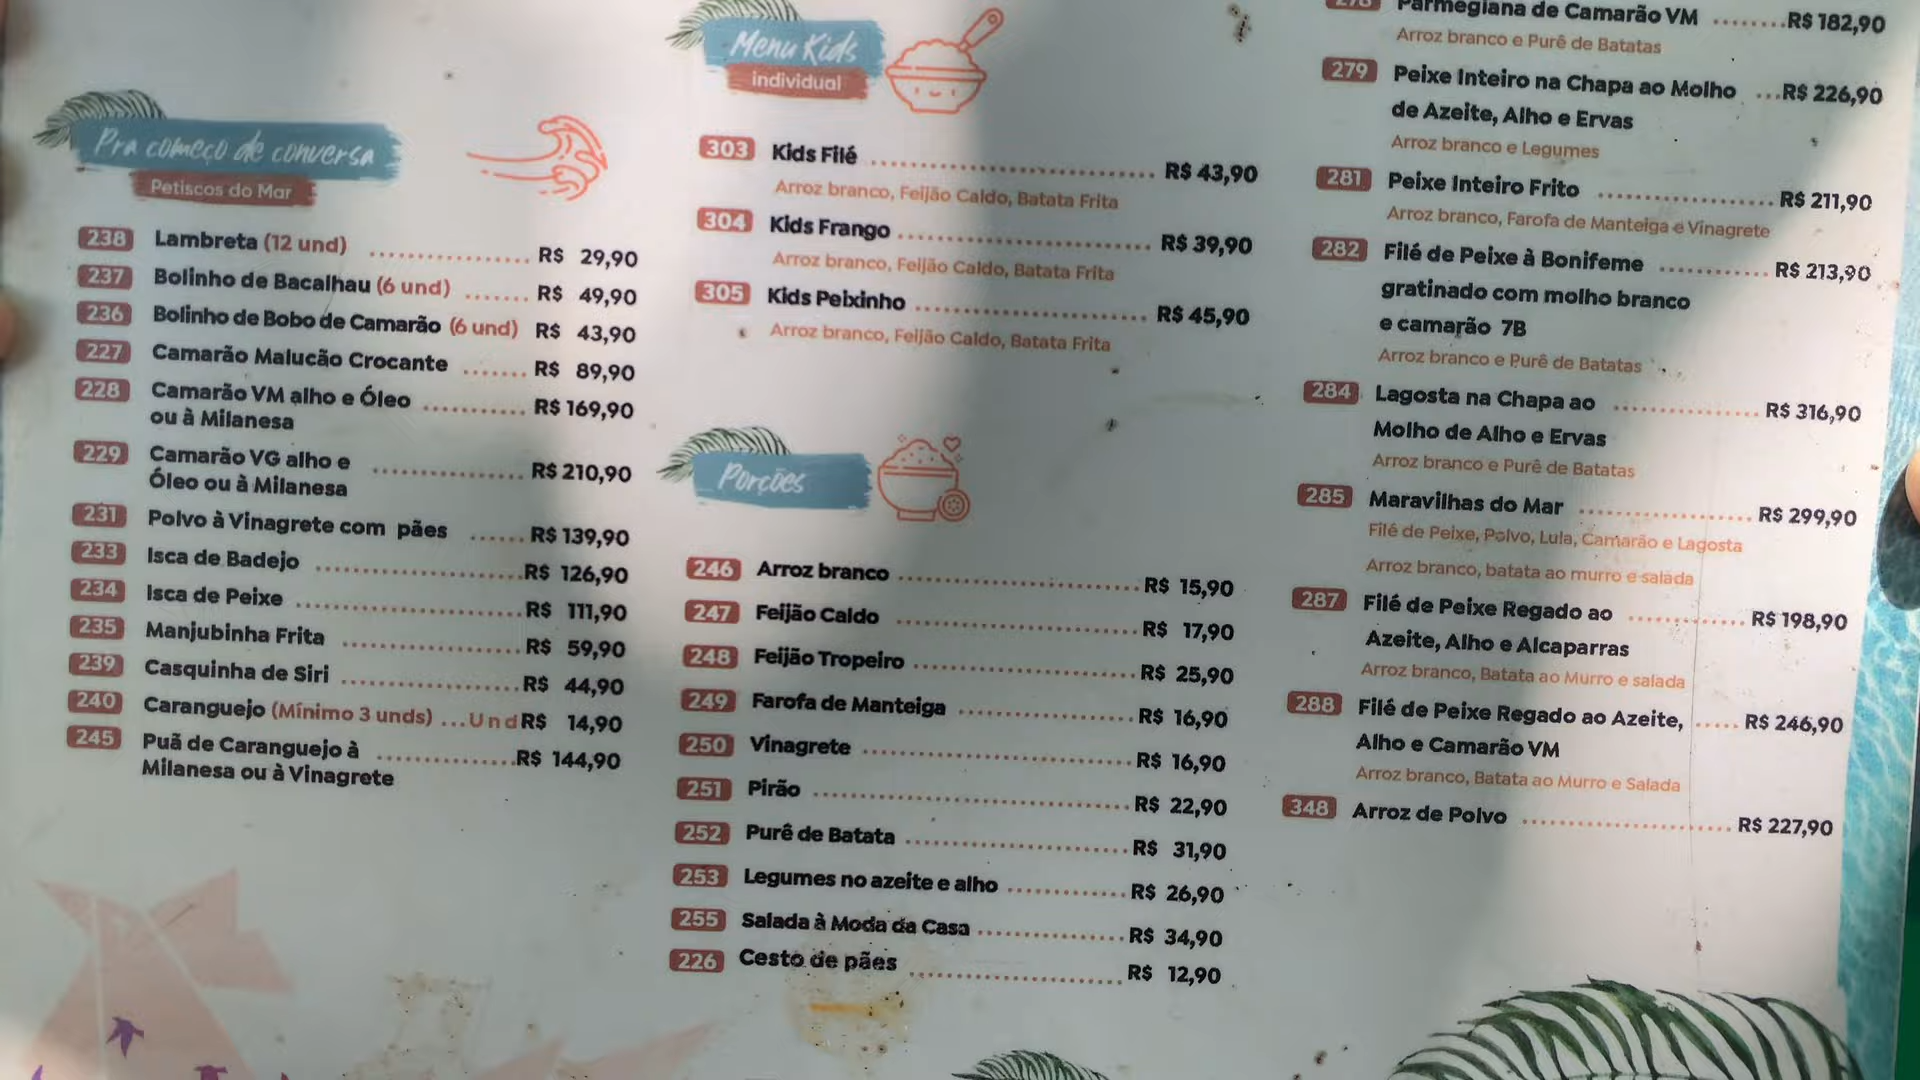 Pra começo de conversa
Petiscos do Mar
238 Lambreta (12 und) R$ 29,90
237 Bolinho de Bacalhau (6 und) R$ 49,90
236 Bolinho de Bobo de Camarão (6 und) R$ 43,90
227 Camarão Malucão Crocante R$ 89,90
228 Camarão VM alho e Óleo R$ 169,90
ou à Milanesa
229 Camarão VG alho e R$ 210,90
Óleo ou à Milanesa
231 Polvo à Vinagrete com pães R$ 139,90
233 Isca de Badejo R$ 126,90
234 Isca de Peixe R$ 111,90
235 Manjubinha Frita R$ 59,90
239 Casquinha de Siri R$ 44,90
240 Caranguejo (Mínimo 3 unds) ...Und R$ 14,90
245 Puã de Caranguejo à R$ 144,90
Milanesa ou à Vinagrete
Menu Kids
individual
303 Kids Filé R$ 43,90
Arroz branco, Feijão Caldo, Batata Frita
304 Kids Frango R$ 39,90
Arroz branco, Feijão Caldo, Batata Frita
305 Kids Peixinho R$ 45,90
Arroz branco, Feijão Caldo, Batata Frita
Porções
246 Arroz branco R$ 15,90
247 Feijão Caldo R$ 17,90
248 Feijão Tropeiro R$ 25,90
249 Farofa de Manteiga R$ 16,90
250 Vinagrete R$ 16,90
251 Pirão R$ 22,90
252 Purê de Batata R$ 31,90
253 Legumes no azeite e alho R$ 26,90
255 Salada à Moda da Casa R$ 34,90
226 Cesto de pães R$ 12,90
Parmegiana de Camarão VM R$ 182,90
Arroz branco e Purê de Batatas
279 Peixe Inteiro na Chapa ao Molho R$ 226,90
de Azeite, Alho e Ervas
Arroz branco e Legumes
281 Peixe Inteiro Frito R$ 211,90
Arroz branco, Farofa de Manteiga e Vinagrete
282 Filé de Peixe à Bonifeme R$ 213,90
gratinado com molho branco
e camarão 7B
Arroz branco e Purê de Batatas
284 Lagosta na Chapa ao R$ 316,90
Molho de Alho e Ervas
Arroz branco e Purê de Batatas
285 Maravilhas do Mar R$ 299,90
Filé de Peixe, Polvo, Lula, Camarão e Lagosta
Arroz branco, batata ao murro e salada
287 Filé de Peixe Regado ao R$ 198,90
Azeite, Alho e Alcaparras
Arroz branco, Batata ao Murro e salada
288 Filé de Peixe Regado ao Azeite, R$ 246,90
Alho e Camarão VM
Arroz branco, Batata ao Murro e Salada
348 Arroz de Polvo R$ 227,90